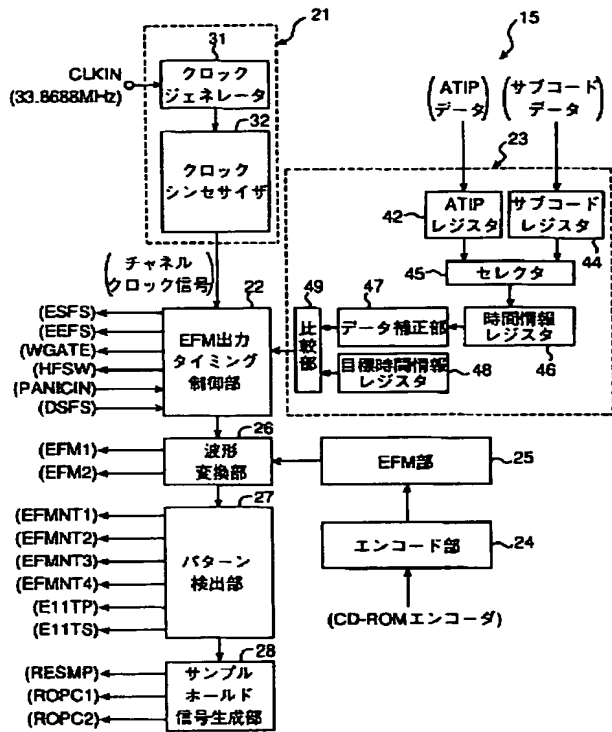 21
31
CLKIN
(33.8688MHz)
クロック
ジェネレータ
32
クロック
シンセサイザ
(チャネル
クロック信号)
15
(ATIP
データ)
(サブコード
データ)
23
42
ATIP
レジスタ
サブコード
レジスタ
44
45
セレクタ
時間情報
レジスタ
46
47
データ補正部
目標時間情報
レジスタ
48
49
比較部
22
EFM出力
タイミング
制御部
(ESFS)
(EEFS)
(WGATE)
(HFSW)
(PANICIN)
(DSFS)
26
波形
変換部
(EFM1)
(EFM2)
EFM部
25
エンコード部
24
(CD-ROMエンコーダ)
27
パターン
検出部
(EFMNT1)
(EFMNT2)
(EFMNT3)
(EFMNT4)
(E11TP)
(E11TS)
28
サンプル
ホールド
信号生成部
(RESMP)
(ROPC1)
(ROPC2)